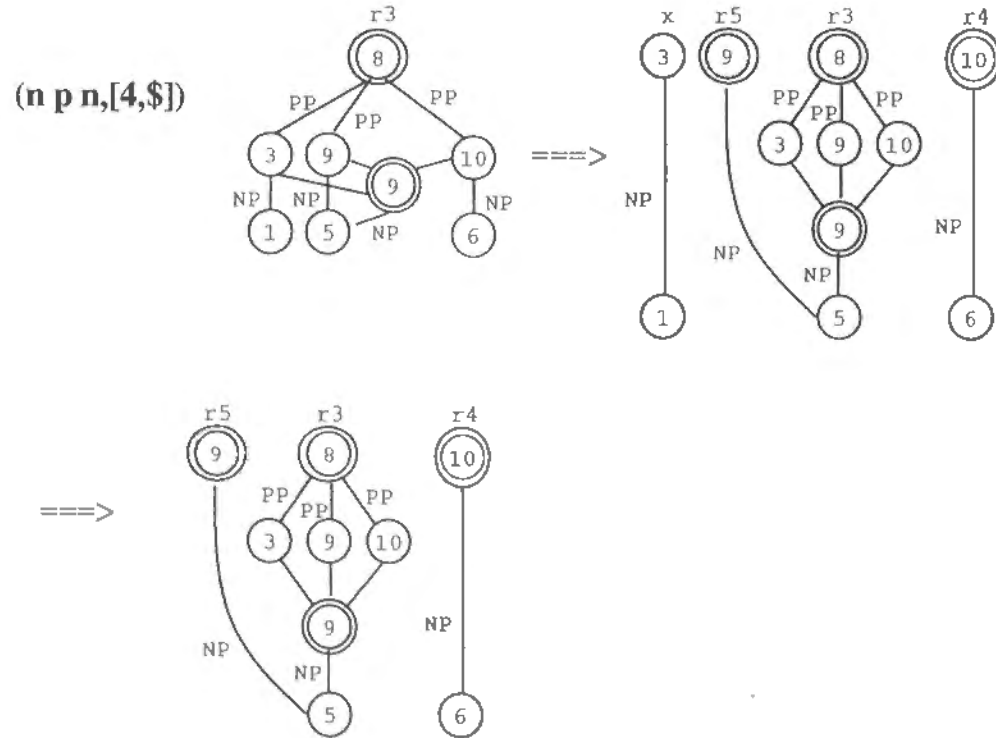 r3
8
(n p n,[4,$])
PP PP PP
3 9 10
9
NP NP NP NP
1 5 6
===>
x r5 r3 r4
3 9 8 10
PP PP PP
3 9 10
NP NP
9
NP NP
1 5 6
===>
r5 r3 r4
9 8 10
PP PP PP
3 9 10
9
NP
NP NP
5 6